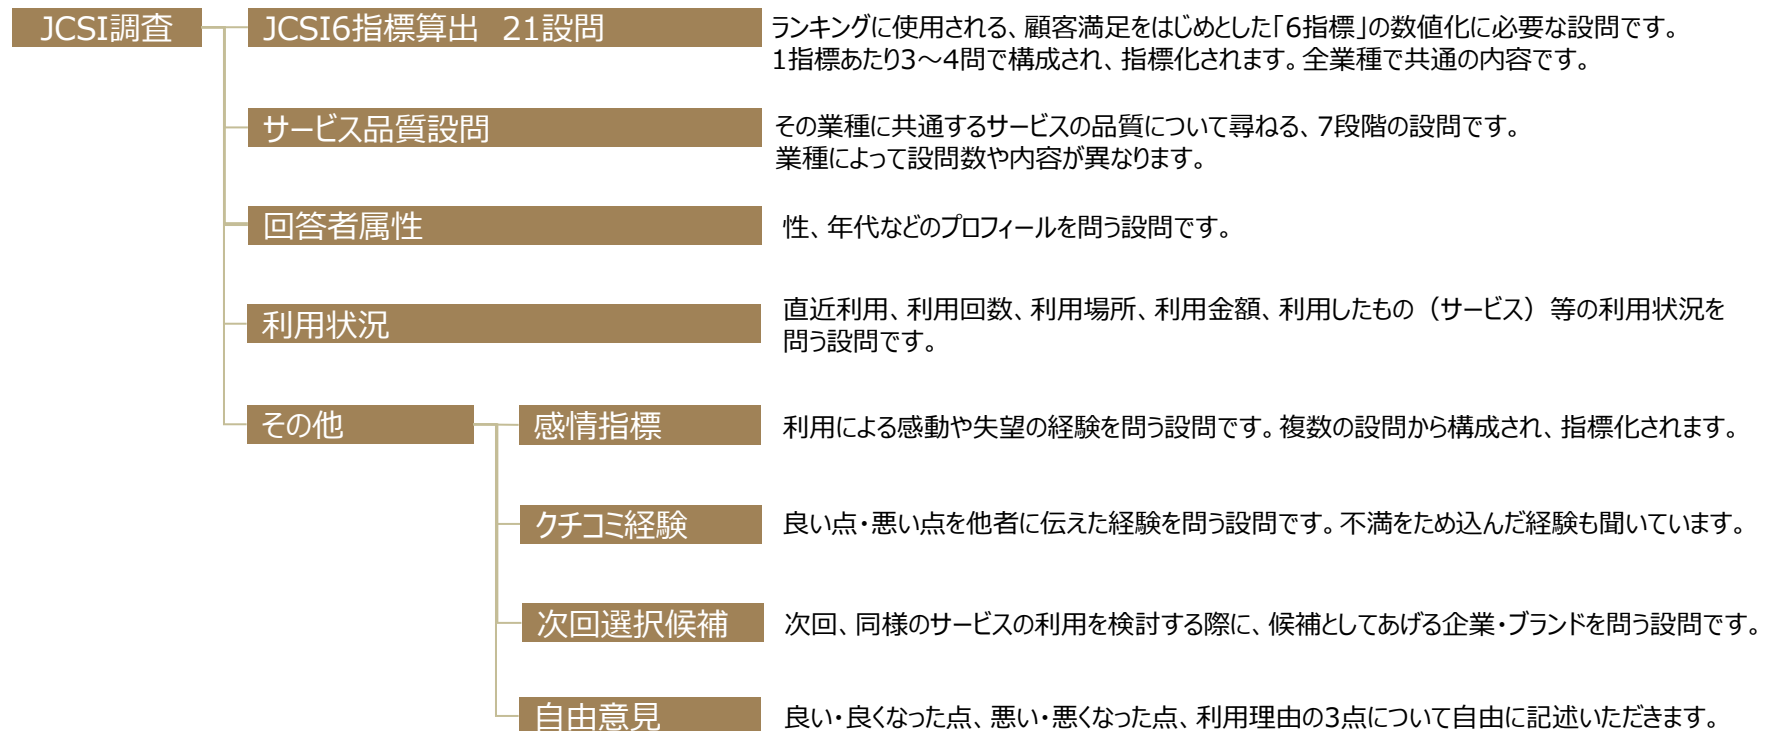 JCSI調査
JCSI6指標算出 21設問
ランキングに使用される、顧客満足をはじめとした「6指標」の数値化に必要な設問です。
1指標あたり3～4問で構成され、指標化されます。全業種で共通の内容です。
サービス品質設問
その業種に共通するサービスの品質について尋ねる、7段階の設問です。
業種によって設問数や内容が異なります。
回答者属性
性、年代などのプロフィールを問う設問です。
利用状況
直近利用、利用回数、利用場所、利用金額、利用したもの（サービス）等の利用状況を
問う設問です。
その他
感情指標
利用による感動や失望の経験を問う設問です。複数の設問から構成され、指標化されます。
クチコミ経験
良い点・悪い点を他者に伝えた経験を問う設問です。不満をため込んだ経験も聞いています。
次回選択候補
次回、同様のサービスの利用を検討する際に、候補としてあげる企業・ブランドを問う設問です。
自由意見
良い・良くなった点、悪い・悪くなった点、利用理由の3点について自由に記述いただきます。